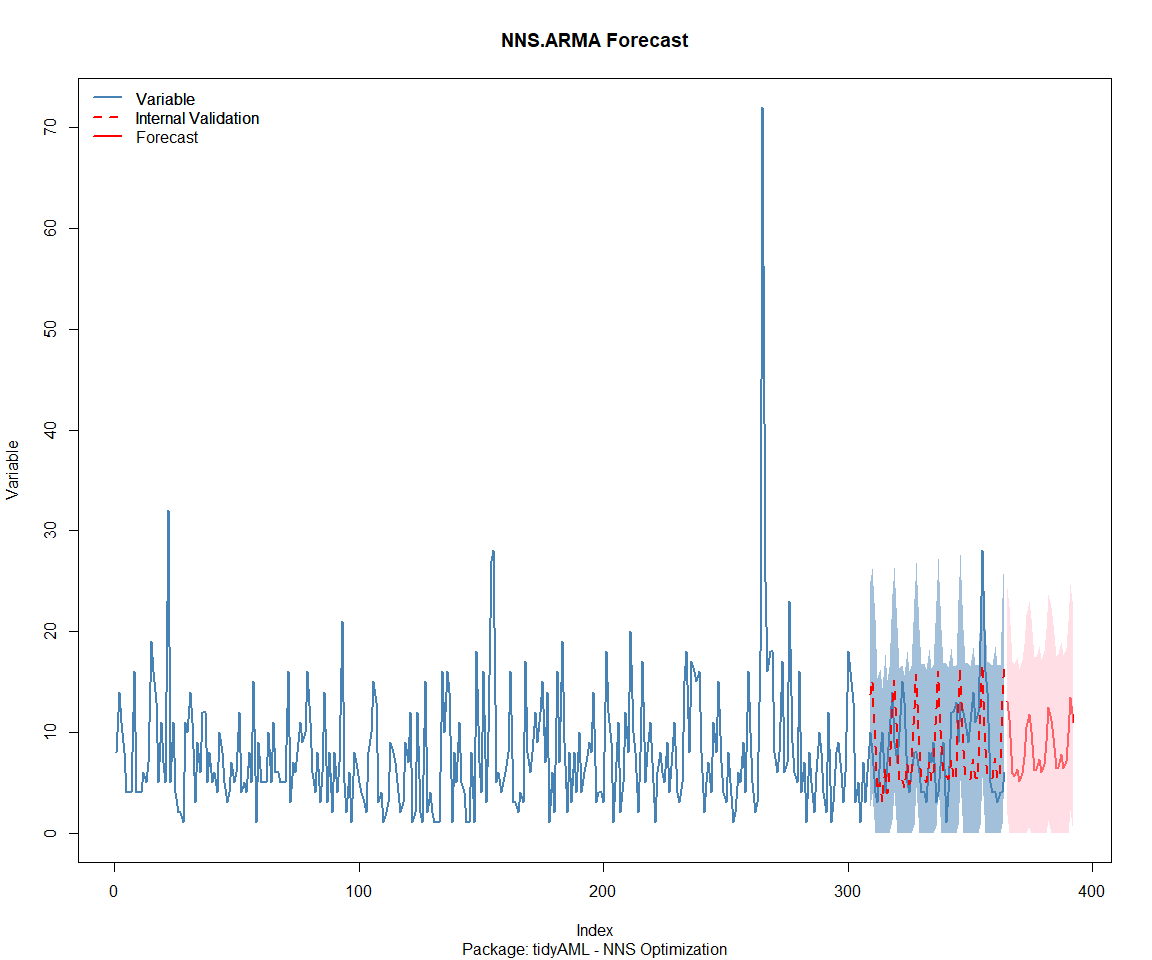 NNS.ARMA Forecast
Variable
Internal Validation
Forecast
70
60
50
40
30
20
10
0
Variable
0 100 200 300 400
Index
Package: tidyAML - NNS Optimization